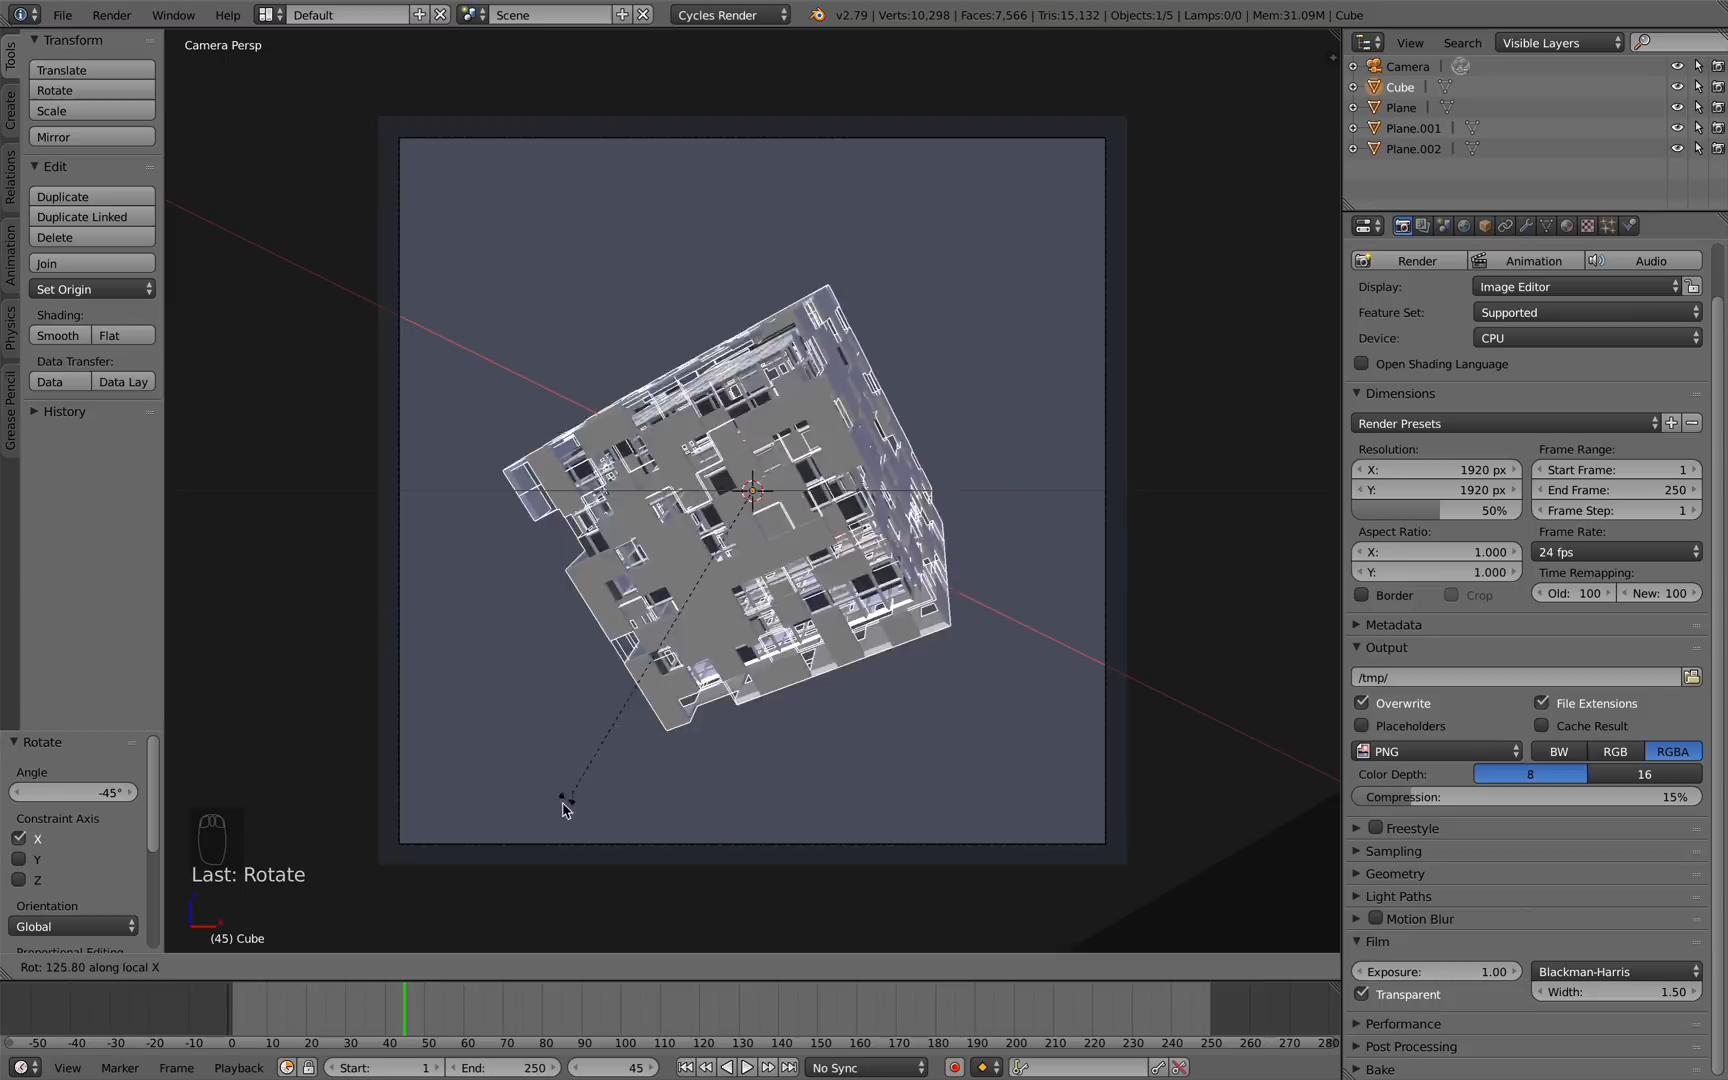 File Render Window Help Default Scene Cycles Render v2.79 | Verts:10,298 | Faces:7,566 | Tris:15,132 | Objects:1/5 | Lamps:0/0 | Mem:31.09M | Cube
Tools
Create
Relations
Animation
Physics
Grease Pencil
Transform
Translate
Rotate
Scale
Mirror
Edit
Duplicate
Duplicate Linked
Delete
Join
Set Origin
Shading:
Smooth Flat
Data Transfer:
Data Data Lay
History
Rotate
Angle
-45°
Constraint Axis
X
Y
Z
Orientation
Global
Proportional Editing
Camera Persp
Last: Rotate
(45) Cube
Rot: 125.80 along local X
View Search Visible Layers
Camera
Cube
Plane
Plane.001
Plane.002
Render Animation Audio
Display: Image Editor
Feature Set: Supported
Device: CPU
Open Shading Language
Dimensions
Render Presets
Resolution: Frame Range:
X: 1920 px Start Frame: 1
Y: 1920 px End Frame: 250
50% Frame Step: 1
Aspect Ratio: Frame Rate:
X: 1.000 24 fps
Y: 1.000 Time Remapping:
Border Crop Old: 100 New: 100
Metadata
Output
/tmp/
Overwrite File Extensions
Placeholders Cache Result
PNG BW RGB RGBA
Color Depth: 8 16
Compression: 15%
Freestyle
Sampling
Geometry
Light Paths
Motion Blur
Film
Exposure: 1.00 Blackman-Harris
Transparent Width: 1.50
Performance
Post Processing
Bake
-50 -40 -30 -20 -10 0 10 20 30 40 50 60 70 80 90 100 110 120 130 140 150 160 170 180 190 200 210 220 230 240 250 260 270 280
View Marker Frame Playback Start: 1 End: 250 45 No Sync